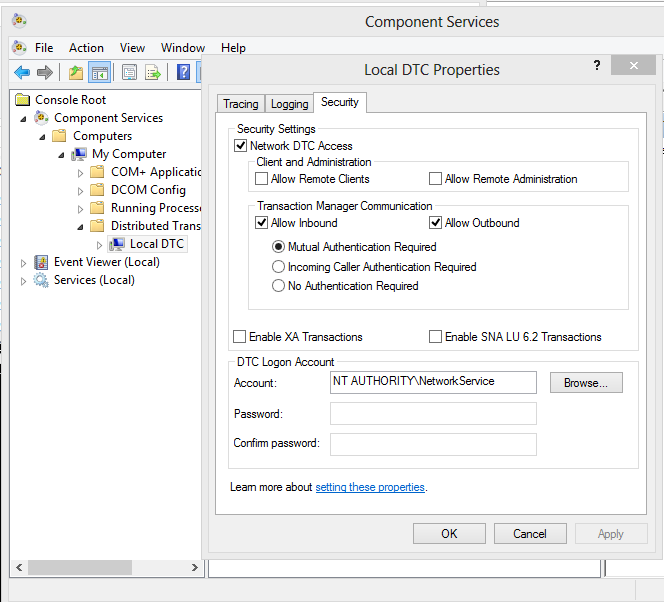 Component Services
File Action View Window Help
Local DTC Properties
Console Root
Component Services
Computers
My Computer
COM+ Applicatio
DCOM Config
Running Processe
Distributed Trans
Local DTC
Event Viewer (Local)
Services (Local)
Tracing Logging Security
Security Settings
Network DTC Access
Client and Administration
Allow Remote Clients Allow Remote Administration
Transaction Manager Communication
Allow Inbound Allow Outbound
Mutual Authentication Required
Incoming Caller Authentication Required
No Authentication Required
Enable XA Transactions Enable SNA LU 6.2 Transactions
DTC Logon Account
Account: NT AUTHORITY\NetworkService Browse...
Password:
Confirm password:
Learn more about setting these properties.
OK Cancel Apply